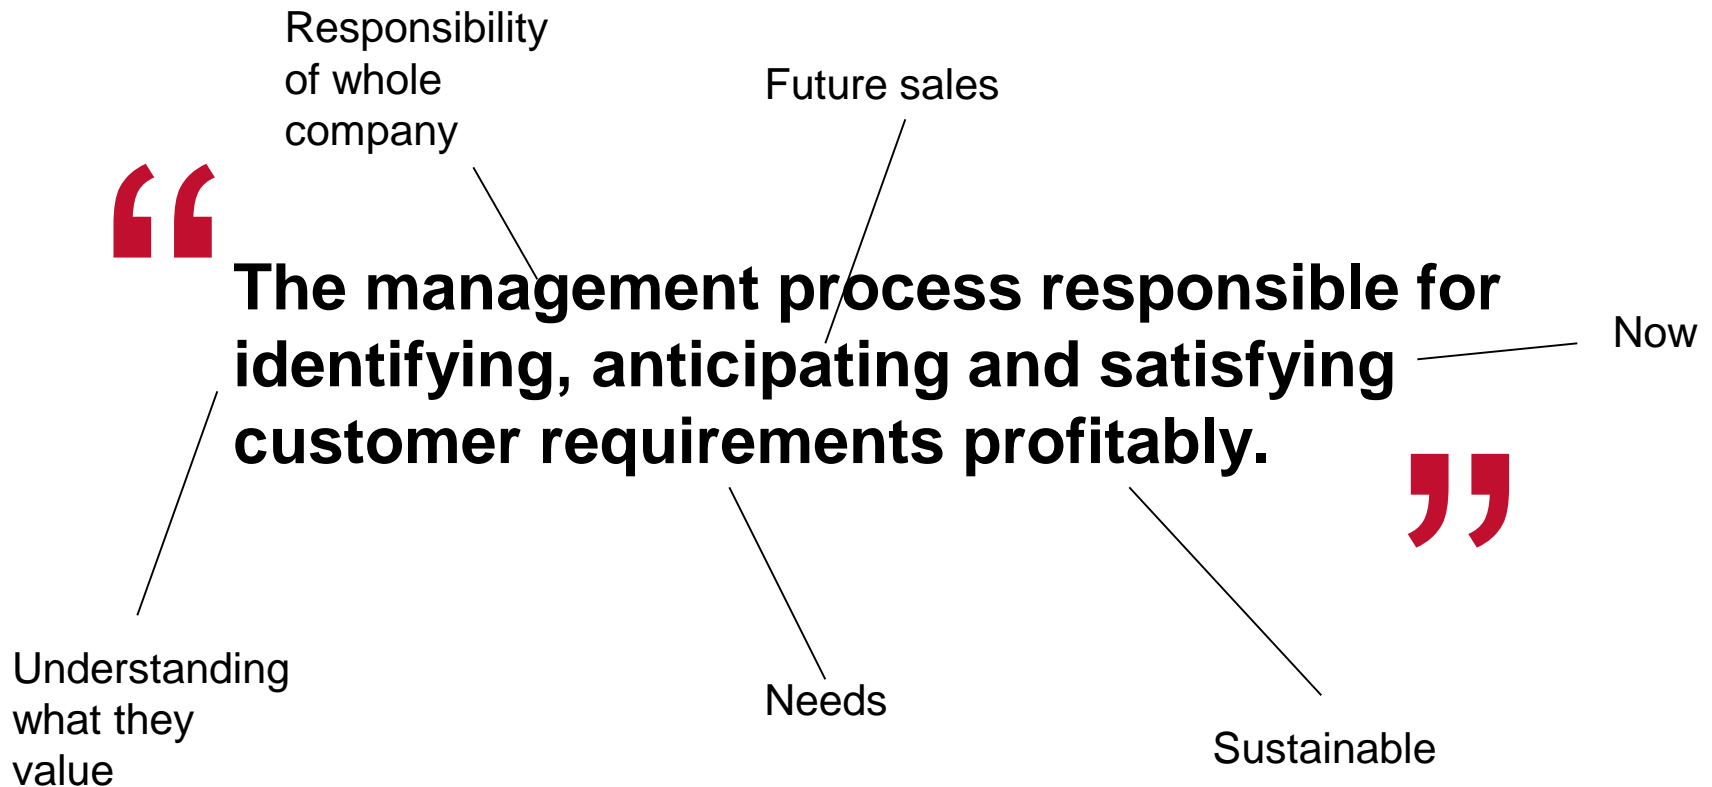 Responsibility
of whole
company
Future sales
“
The management process responsible for
identifying, anticipating and satisfying
customer requirements profitably.
”
Now
Understanding
what they
value
Needs
Sustainable